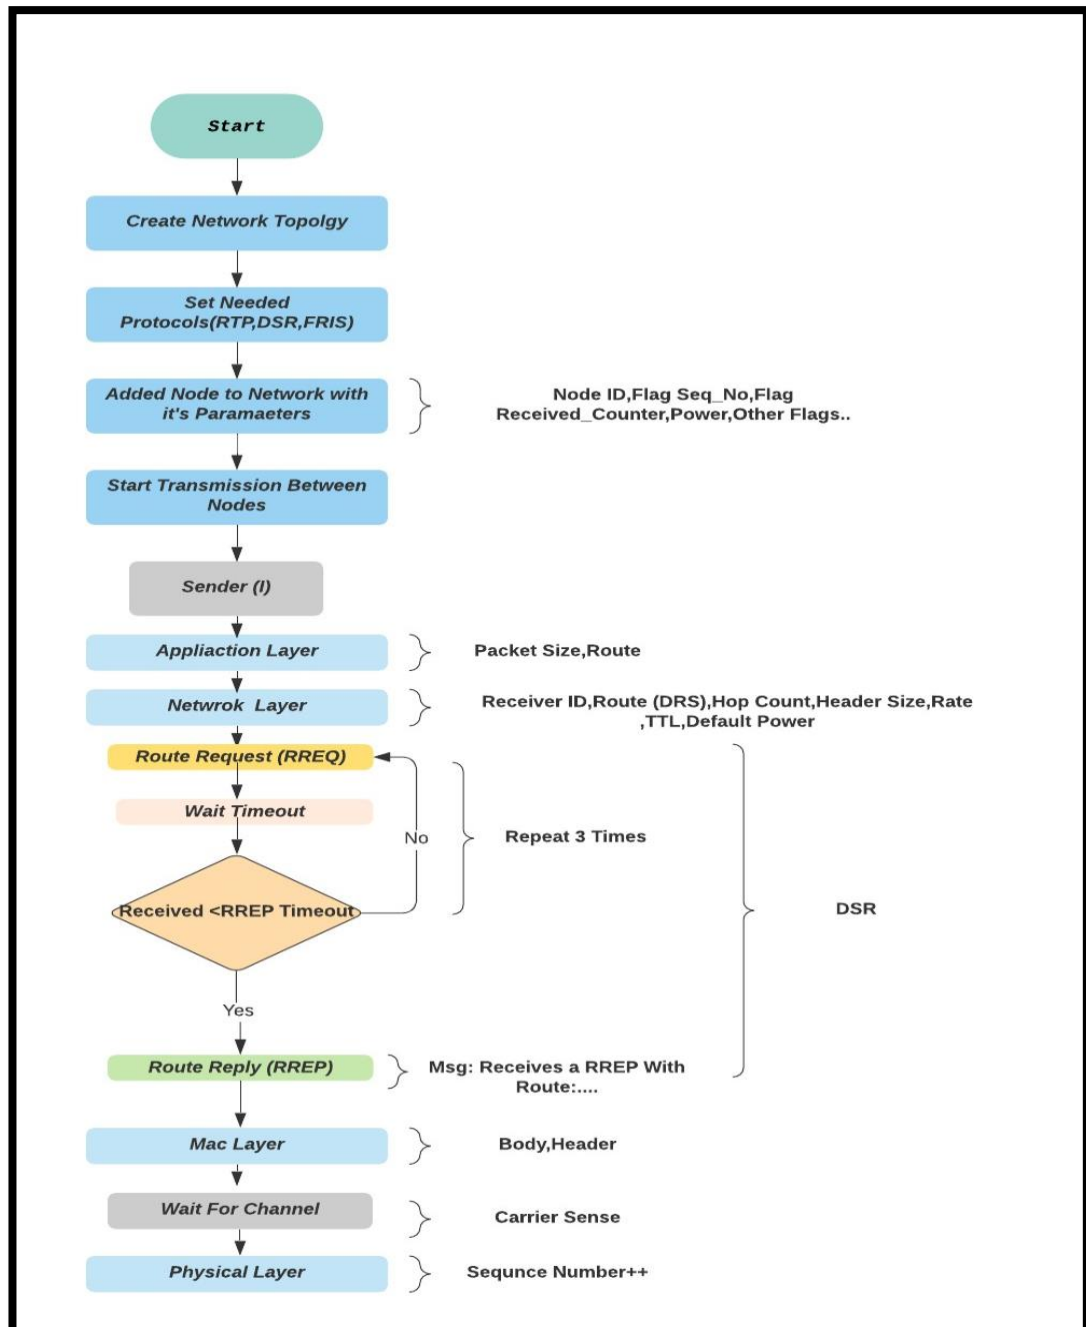 Start
Create Network Topolgy
Set Needed
Protocols(RTP,DSR,FRIS)
Added Node to Network with
it's Paramaeters
Node ID,Flag Seq_No,Flag
Received_Counter,Power,Other Flags..
Start Transmission Between
Nodes
Sender (I)
Appliaction Layer
Packet Size,Route
Netwrok Layer
Receiver ID,Route (DRS),Hop Count,Header Size,Rate
,TTL,Default Power
Route Request (RREQ)
Wait Timeout
No
Repeat 3 Times
Received <RREP Timeout
DSR
Yes
Route Reply (RREP)
Msg: Receives a RREP With
Route:....
Mac Layer
Body,Header
Wait For Channel
Carrier Sense
Physical Layer
Sequnce Number++